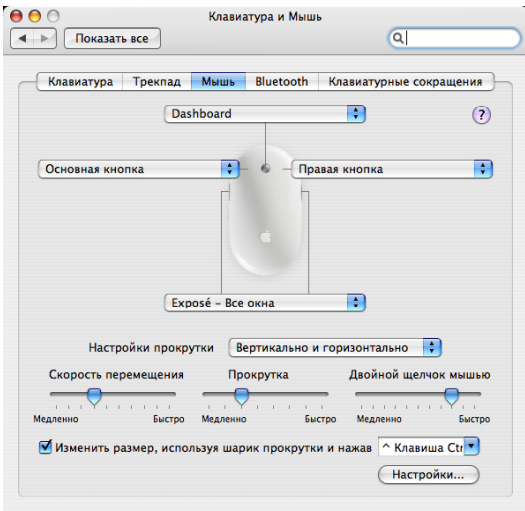 Клавиатура и Мышь
Показать все
Клавиатура Трекпад Мышь Bluetooth Клавиатурные сокращения
Dashboard ?
Основная кнопка Правая кнопка
Exposé – Все окна
Настройки прокрутки Вертикально и горизонтально
Скорость перемещения Прокрутка Двойной щелчок мышью
Медленно Быстро Медленно Быстро Медленно Быстро
Изменить размер, используя шарик прокрутки и нажав ^ Клавиша Ctr
Настройки...